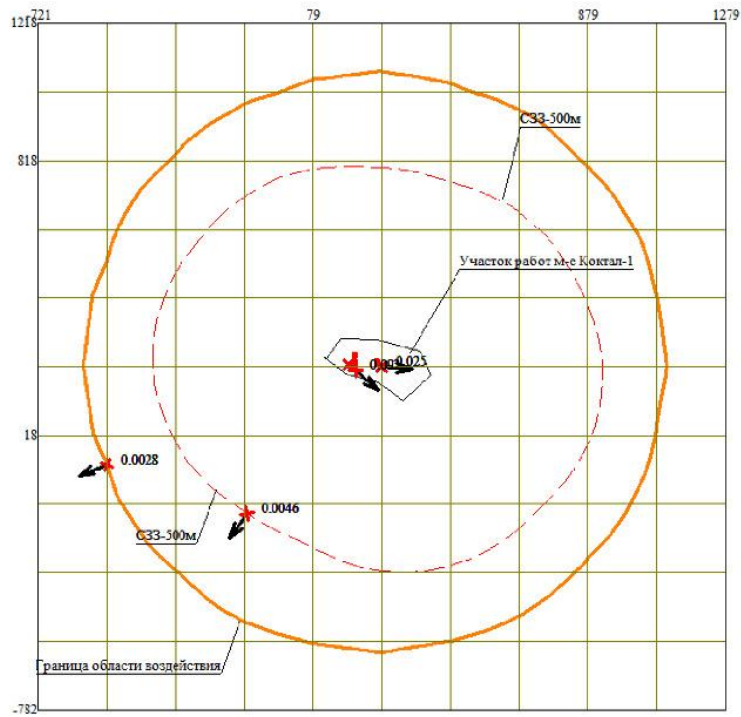 -721 79 879 1279
1218
СЗЗ-500м
818
Участок работ м-е Коктал-1
0.025
18
0.0028
0.0046
СЗЗ-500м
Граница области воздействия
-782